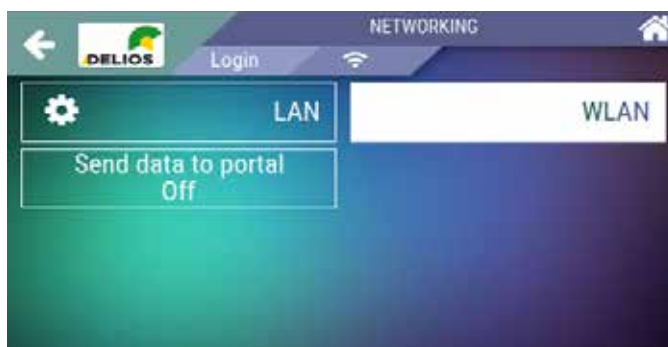 NETWORKING
DELIOS
Login
LAN
WLAN
Send data to portal
Off